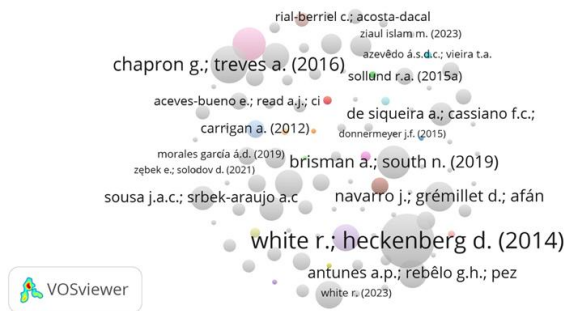 rial-berriel c.; acosta-dacal
ziaul islam m. (2023)
azevêdo á.s.d.c.; vieira t.a.
chapron g.; treves a. (2016)
sollund r.a. (2015a)
aceves-bueno e.; read a.j.; ci
de siqueira a.; cassiano f.c.;
carrigan a. (2012)
donnermeyer j.f. (2015)
morales garcía á.d. (2019)
brisman a.; south n. (2019)
zębek e.; solodov d. (2021)
sousa j.a.c.; srbek-araujo a.c
navarro j.; grémillet d.; afán
white r.; heckenberg d. (2014)
antunes a.p.; rebêlo g.h.; pez
white r. (2023)
VOSviewer